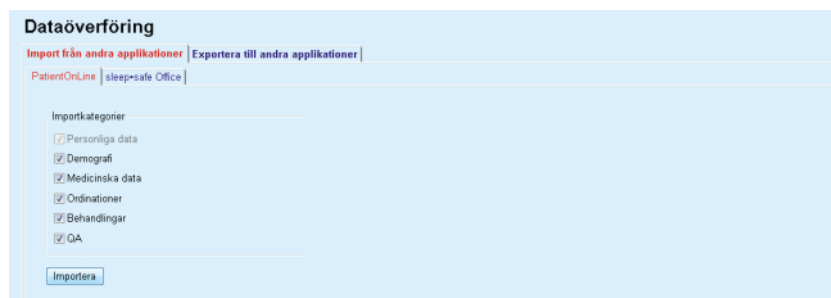 Dataöverföring
Import från andra applikationer Exportera till andra applikationer
PatientOnLine sleep•safe Office
Importkategorier
Personliga data
Demografi
Medicinska data
Ordinationer
Behandlingar
QA
Importera